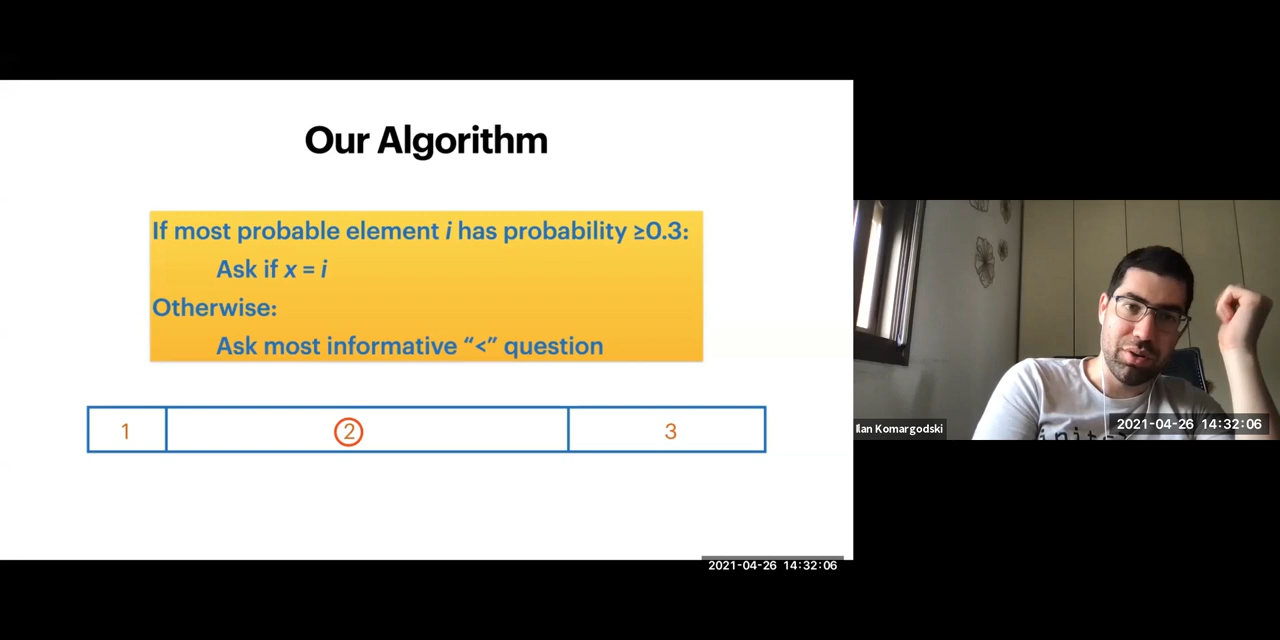 Our Algorithm
If most probable element i has probability ≥0.3:
Ask if x = i
Otherwise:
Ask most informative “<” question
1 2 3
2021-04-26 14:32:06
Ilan Komargodski
2021-04-26 14:32:06